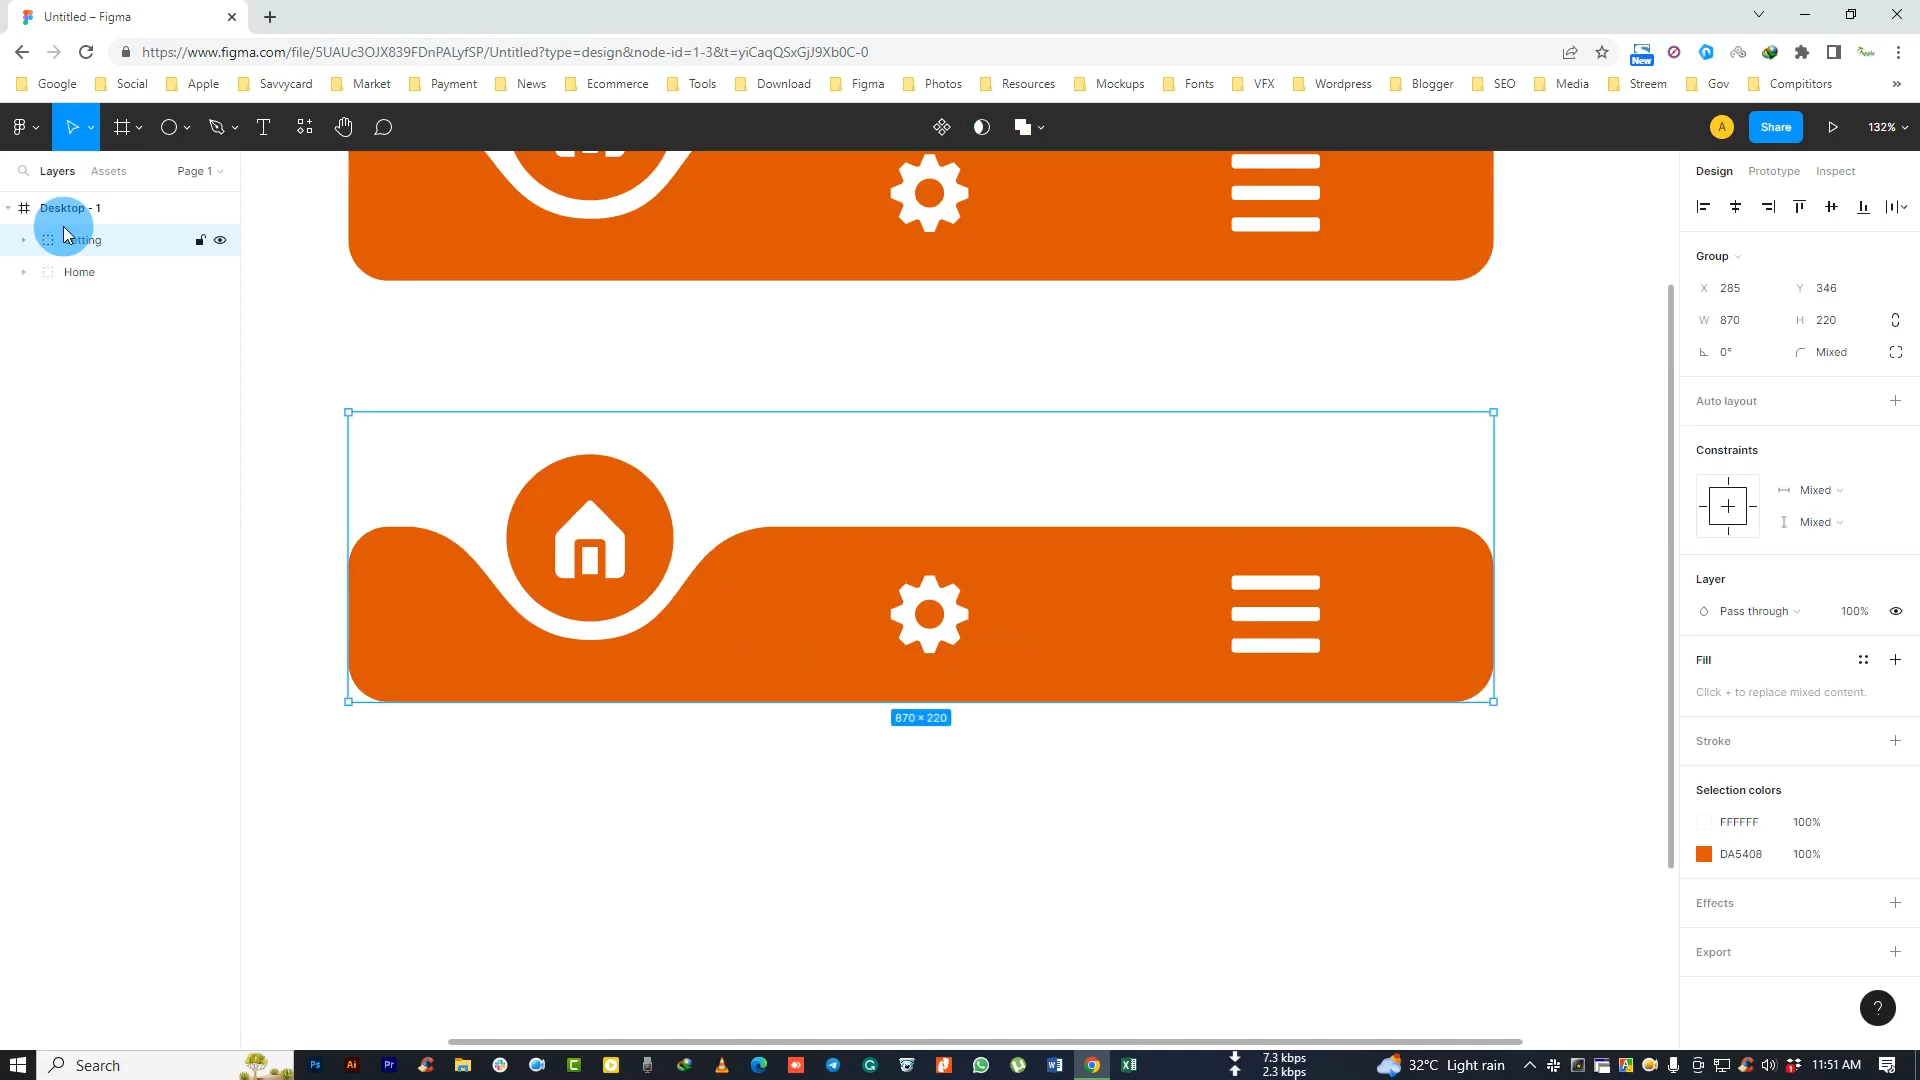 Untitled – Figma
https://www.figma.com/file/5UAUc3OJX839FDnPALyfSP/Untitled?type=design&node-id=1-3&t=yiCaqQSxGjJ9Xb0C-0
New
Google Social Apple Savvycard Market Payment News Ecommerce Tools Download Figma Photos Resources Mockups Fonts VFX Wordpress Blogger SEO Media Streem Gov Compititors
A Share 132%
Layers Assets Page 1
Desktop - 1
Home
870 × 220
Design Prototype Inspect
Group
X 285 Y 346
W 870 H 220
0° Mixed
Auto layout
Constraints
Mixed
Mixed
Layer
Pass through 100%
Fill
Click + to replace mixed content.
Stroke
Selection colors
FFFFFF 100%
DA5408 100%
Effects
Export
?
Search
Ps Ai Pr
7.3 kbps
2.3 kbps
32°C Light rain
11:51 AM